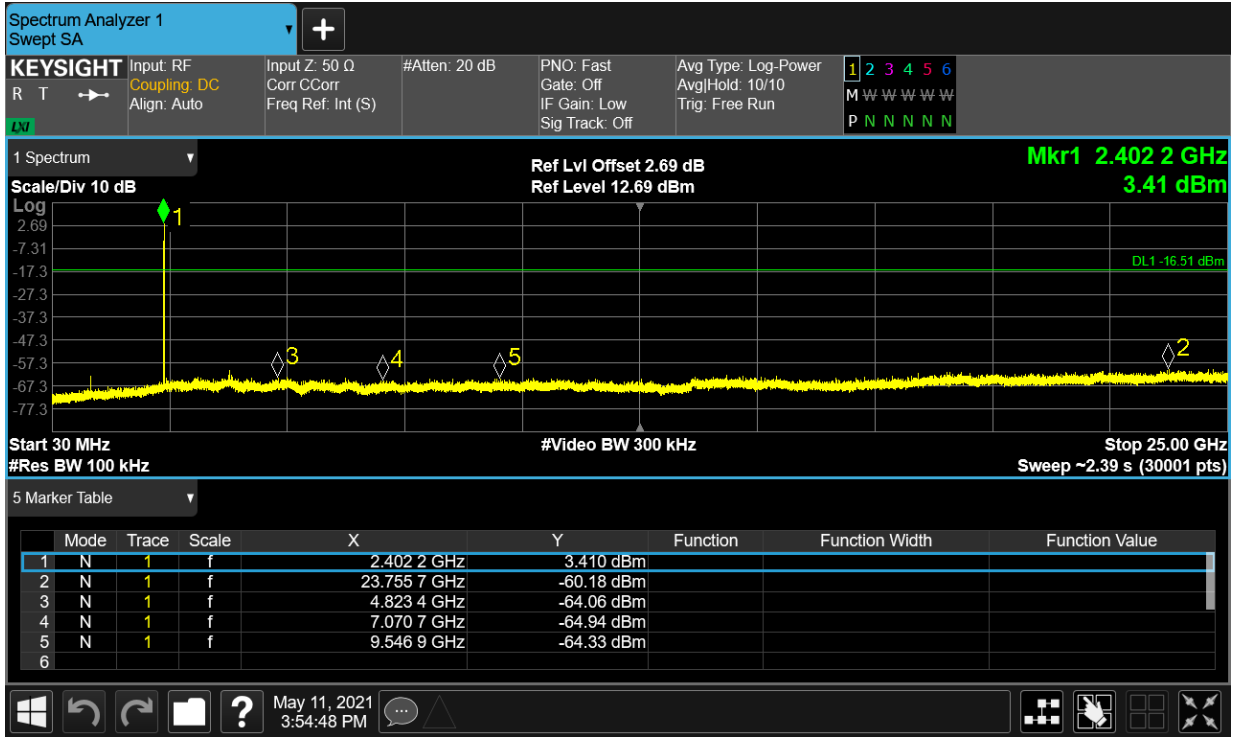 Spectrum Analyzer 1
Swept SA
KEYSIGHT
R T
LXI
Input: RF
Coupling: DC
Align: Auto
Input Z: 50 Ω
Corr CCorr
Freq Ref: Int (S)
#Atten: 20 dB
PNO: Fast
Gate: Off
IF Gain: Low
Sig Track: Off
Avg Type: Log-Power
Avg|Hold: 10/10
Trig: Free Run
1 2 3 4 5 6
M W W W W W
P N N N N N
1 Spectrum
Scale/Div 10 dB
Ref Lvl Offset 2.69 dB
Ref Level 12.69 dBm
Mkr1 2.402 2 GHz
3.41 dBm
Log
2.69
-7.31
-17.3
-27.3
-37.3
-47.3
-57.3
-67.3
-77.3
1
DL1 -16.51 dBm
3
4
5
2
Start 30 MHz
#Video BW 300 kHz
Stop 25.00 GHz
#Res BW 100 kHz
Sweep ~2.39 s (30001 pts)
5 Marker Table
Mode Trace Scale X Y Function Function Width Function Value
1 N 1 f 2.402 2 GHz 3.410 dBm
2 N 1 f 23.755 7 GHz -60.18 dBm
3 N 1 f 4.823 4 GHz -64.06 dBm
4 N 1 f 7.070 7 GHz -64.94 dBm
5 N 1 f 9.546 9 GHz -64.33 dBm
6
?
May 11, 2021
3:54:48 PM